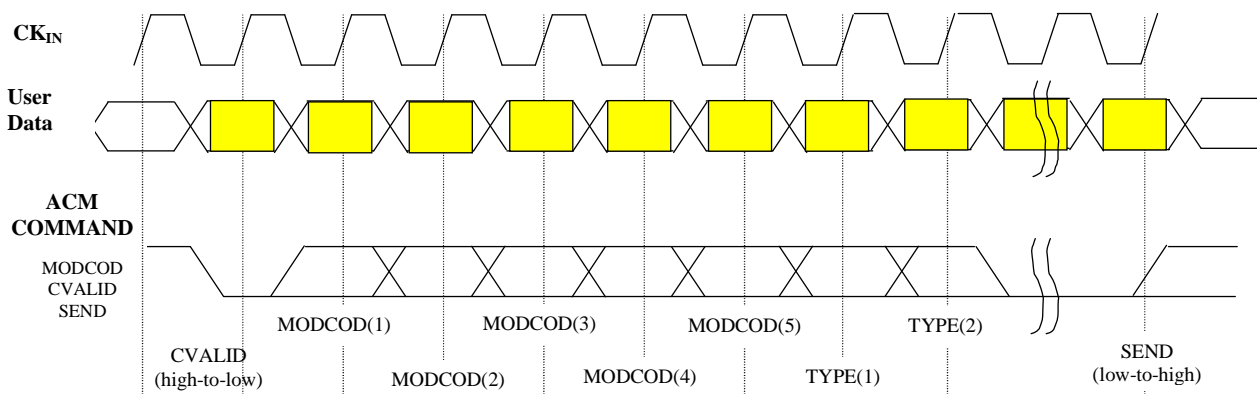 CKIN
User
Data
ACM
COMMAND
MODCOD
CVALID
SEND
MODCOD(1)
MODCOD(3)
MODCOD(5)
TYPE(2)
CVALID
(high-to-low)
MODCOD(2)
MODCOD(4)
TYPE(1)
SEND
(low-to-high)